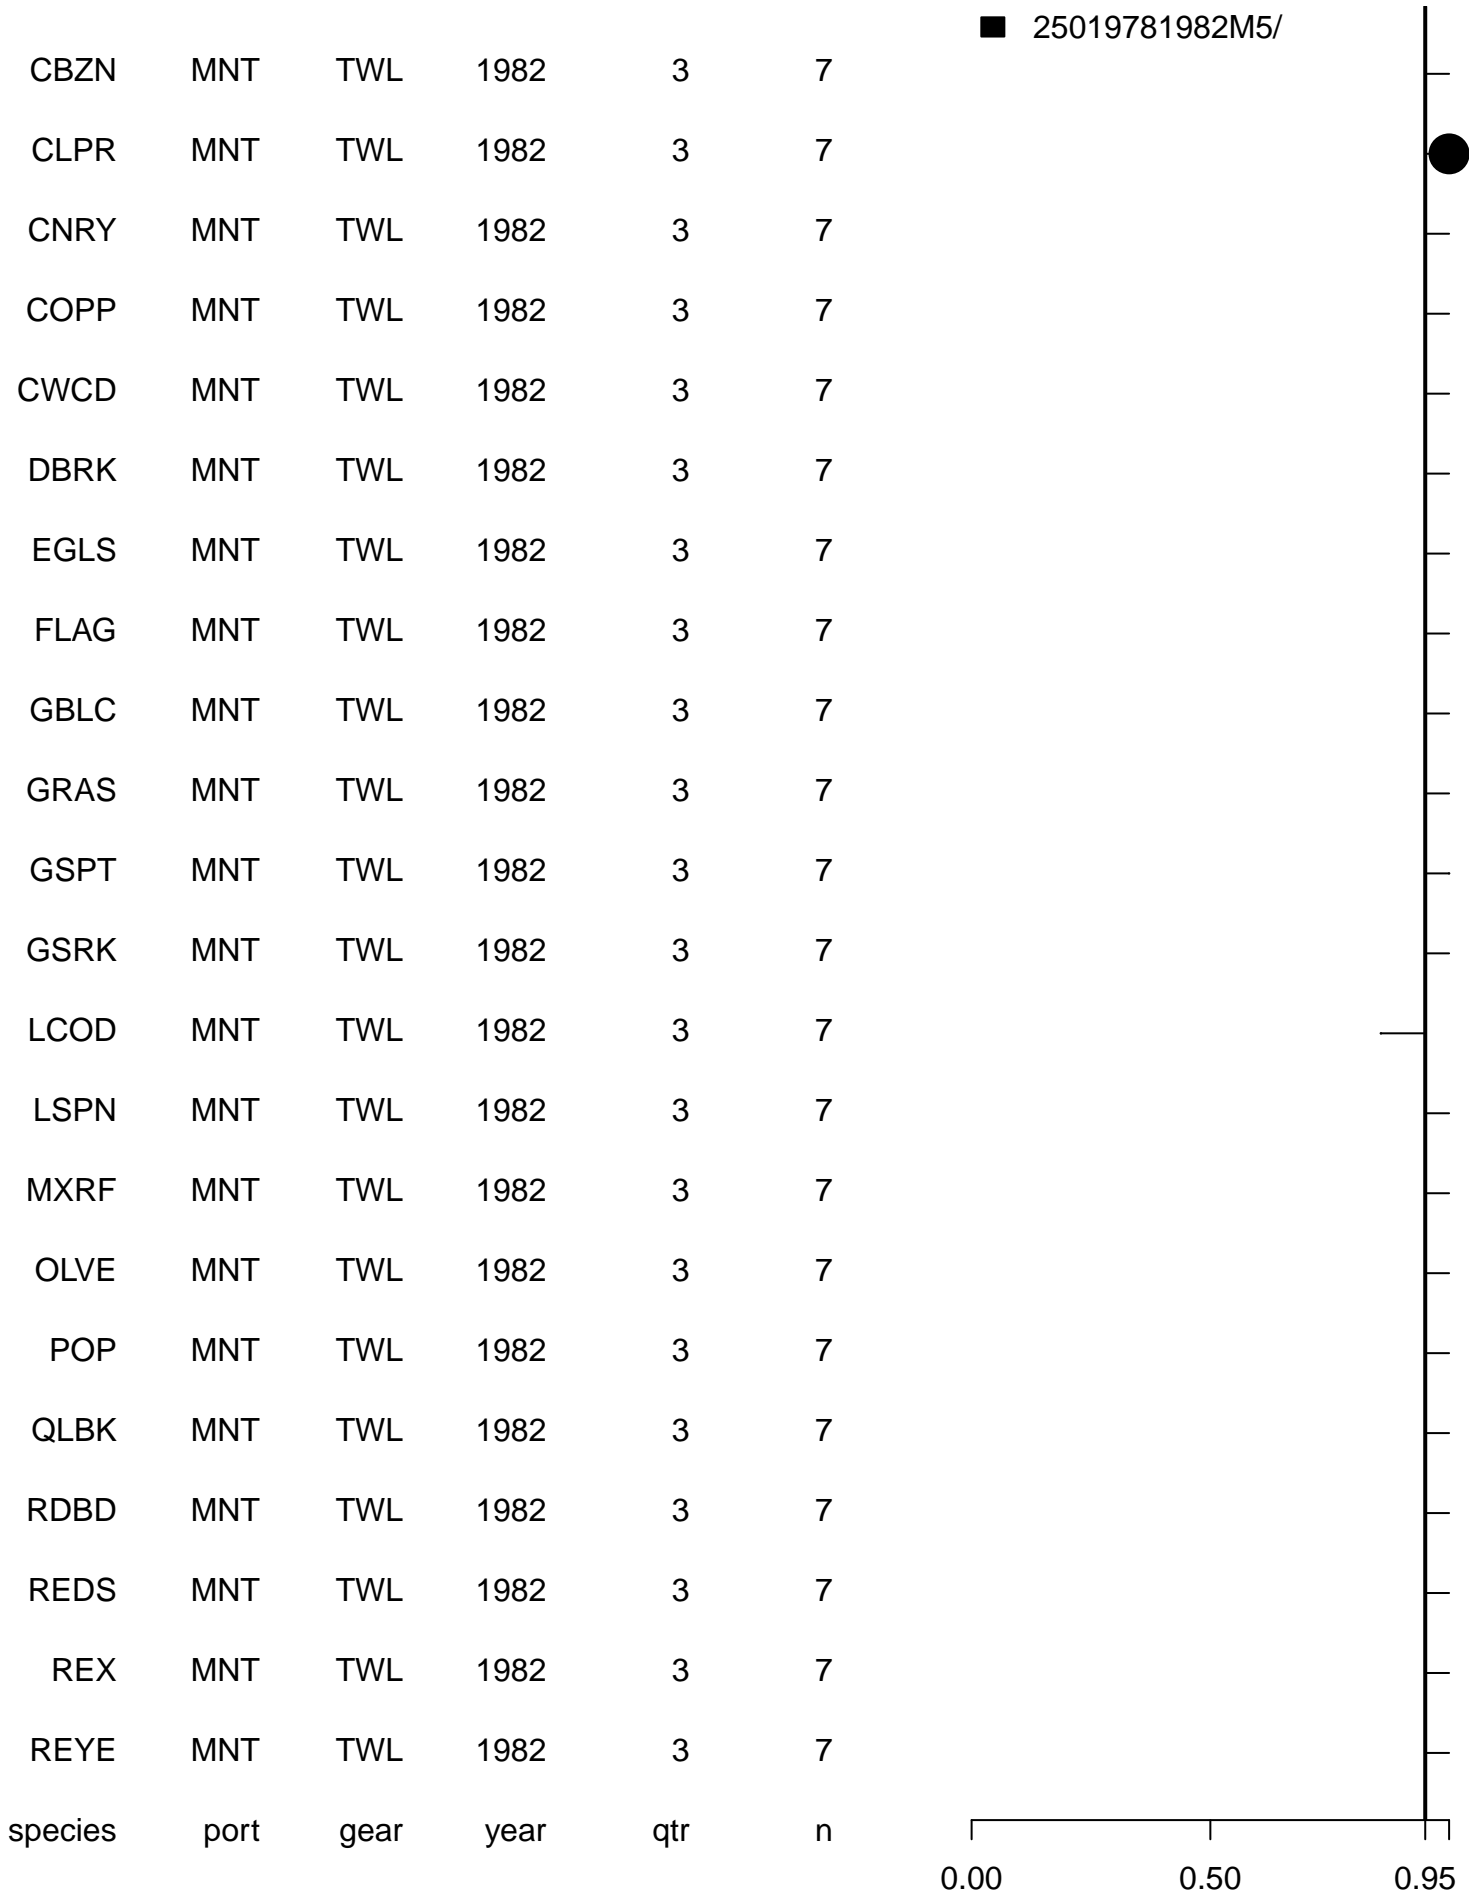 25019781982M5/
CBZN MNT TWL 1982 3 7
CLPR MNT TWL 1982 3 7
CNRY MNT TWL 1982 3 7
COPP MNT TWL 1982 3 7
CWCD MNT TWL 1982 3 7
DBRK MNT TWL 1982 3 7
EGLS MNT TWL 1982 3 7
FLAG MNT TWL 1982 3 7
GBLC MNT TWL 1982 3 7
GRAS MNT TWL 1982 3 7
GSPT MNT TWL 1982 3 7
GSRK MNT TWL 1982 3 7
LCOD MNT TWL 1982 3 7
LSPN MNT TWL 1982 3 7
MXRF MNT TWL 1982 3 7
OLVE MNT TWL 1982 3 7
POP MNT TWL 1982 3 7
QLBK MNT TWL 1982 3 7
RDBD MNT TWL 1982 3 7
REDS MNT TWL 1982 3 7
REX MNT TWL 1982 3 7
REYE MNT TWL 1982 3 7
species port gear year qtr n
0.00 0.50 0.95